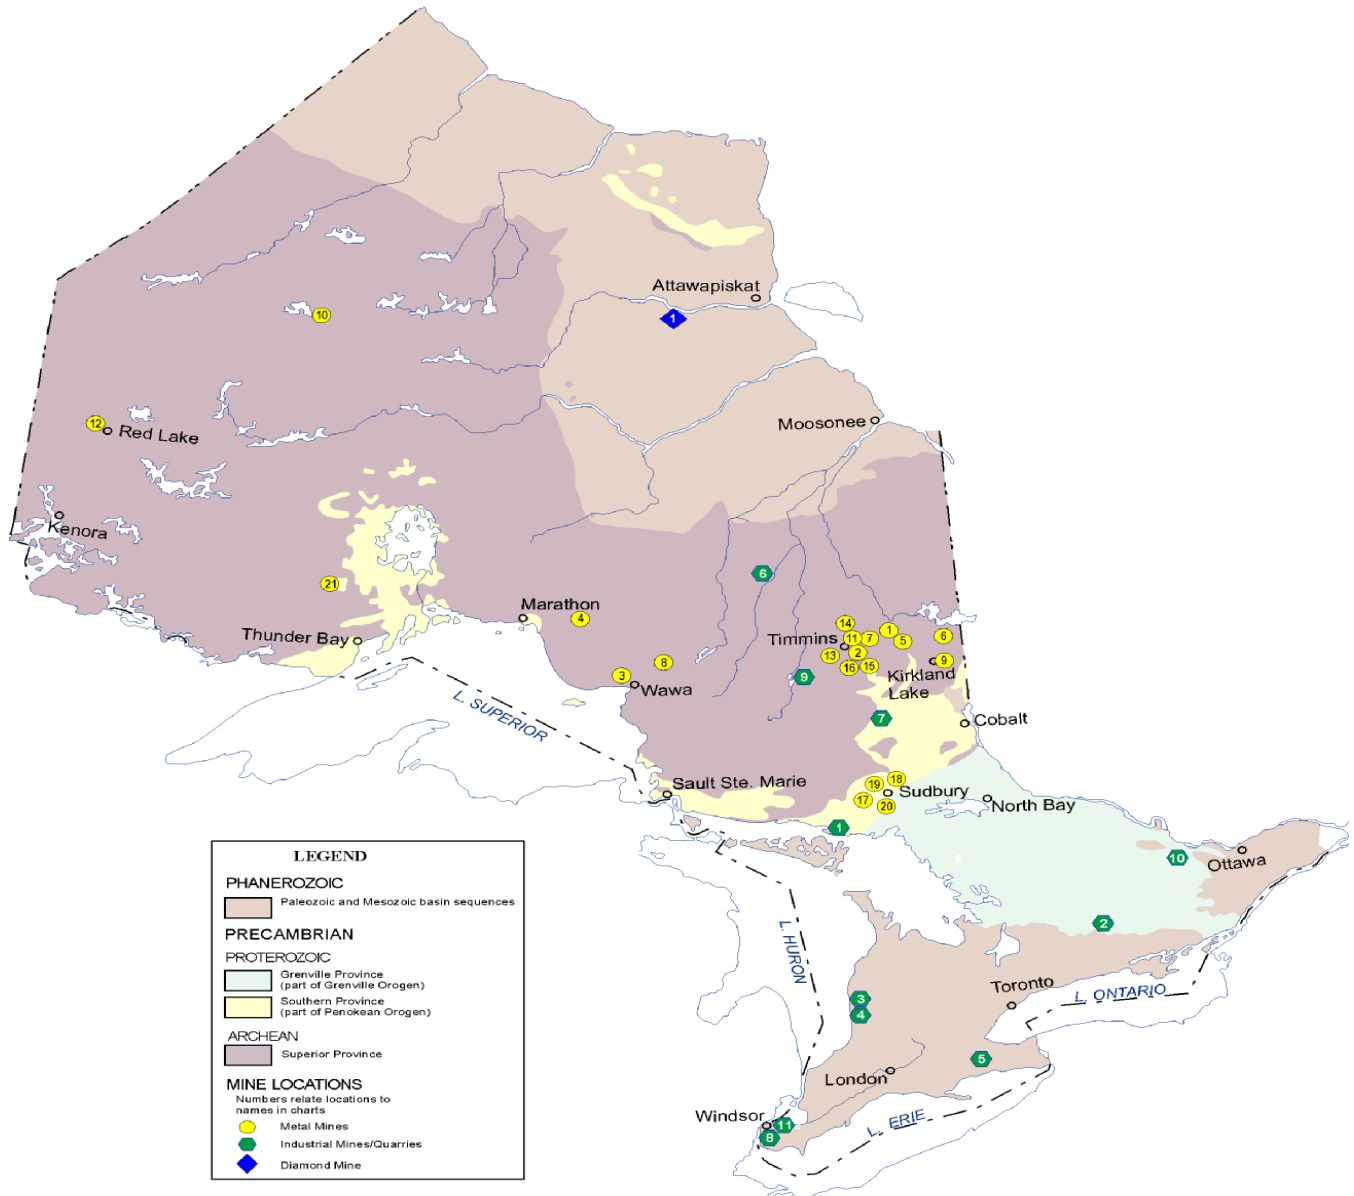 Attawapiskat
1
10
Moosonee
12
Red Lake
Kenora
6
21
Marathon
4
14
1
Timmins
11
7
5
6
Thunder Bay
13
2
8
16
15
9
3
Wawa
9
Kirkland
Lake
7
Cobalt
L. SUPERIOR
Sault Ste. Marie
19
18
Sudbury
17
20
North Bay
1
10
Ottawa
2
L. HURON
3
4
Toronto
L. ONTARIO
5
London
Windsor
11
8
L. ERIE
LEGEND
PHANEROZOIC
Paleozoic and Mesozoic basin sequences
PRECAMBRIAN
PROTEROZOIC
Grenville Province
(part of Grenville Orogen)
Southern Province
(part of Penokean Orogen)
ARCHEAN
Superior Province
MINE LOCATIONS
Numbers relate locations to
names in charts
Metal Mines
Industrial Mines/Quarries
Diamond Mine